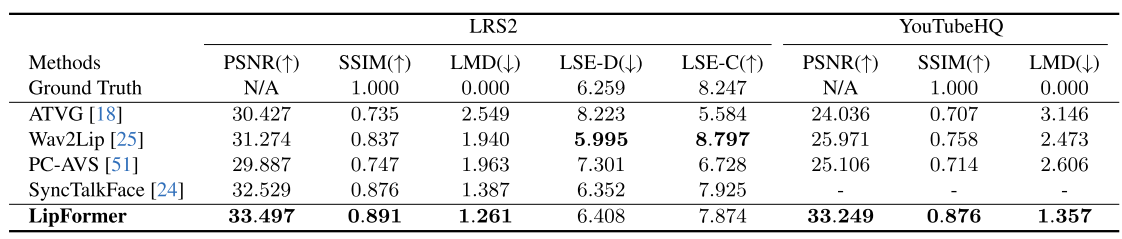 LRS2 YouTubeHQ
Methods PSNR(↑) SSIM(↑) LMD(↓) LSE-D(↓) LSE-C(↑) PSNR(↑) SSIM(↑) LMD(↓)
Ground Truth N/A 1.000 0.000 6.259 8.247 N/A 1.000 0.000
ATVG [18] 30.427 0.735 2.549 8.223 5.584 24.036 0.707 3.146
Wav2Lip [25] 31.274 0.837 1.940 5.995 8.797 25.971 0.758 2.473
PC-AVS [51] 29.887 0.747 1.963 7.301 6.728 25.106 0.714 2.606
SyncTalkFace [24] 32.529 0.876 1.387 6.352 7.925 - - -
LipFormer 33.497 0.891 1.261 6.408 7.874 33.249 0.876 1.357